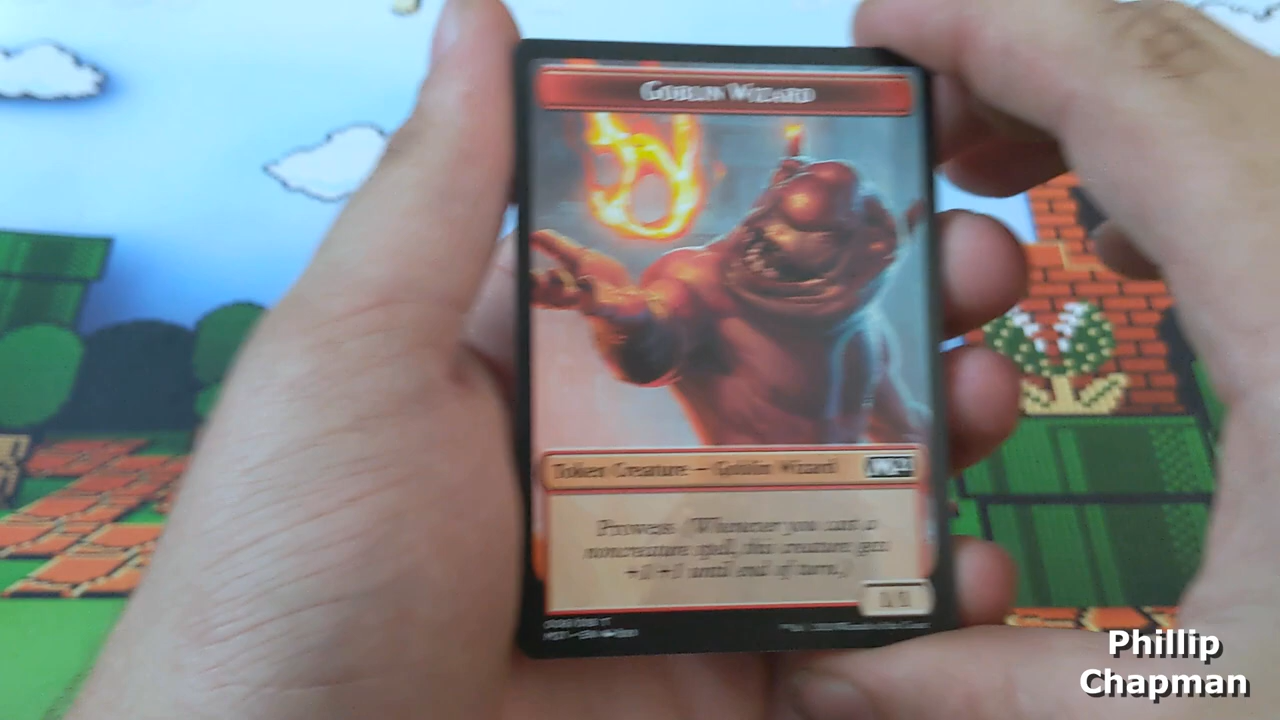 Goblin Wizard
Token Creature — Goblin Wizard
Prowess (Whenever you cast a
noncreature spell, this creature gets
+1/+1 until end of turn.)
1/1
Phillip
Chapman